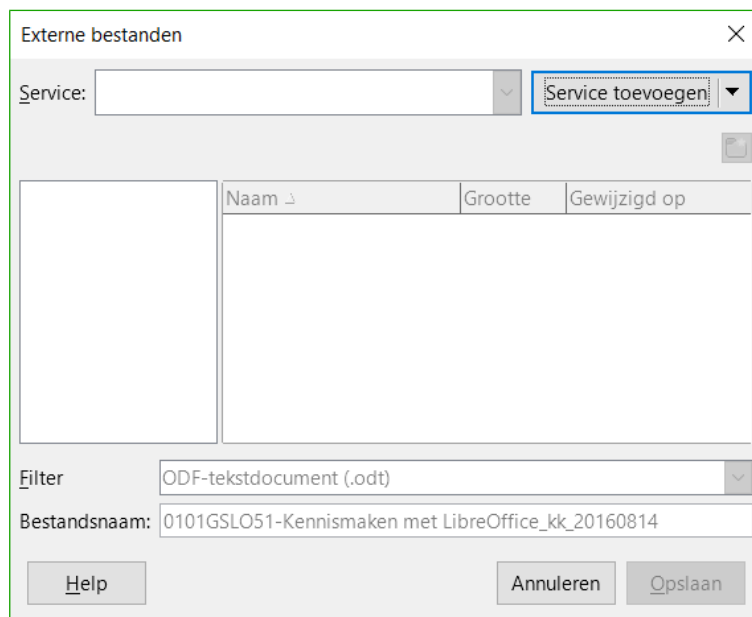 Externe bestanden
Service: Service toevoegen
Naam Grootte Gewijzigd op
Filter ODF-tekstdocument (.odt)
Bestandsnaam: 0101GSLO51-Kennismaken met LibreOffice_kk_20160814
Help Annuleren Opslaan